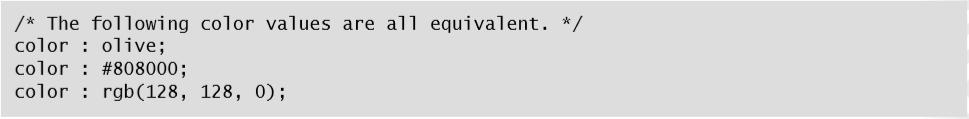 /* The following color values are all equivalent. */
color : olive;
color : #808000;
color : rgb(128, 128, 0);